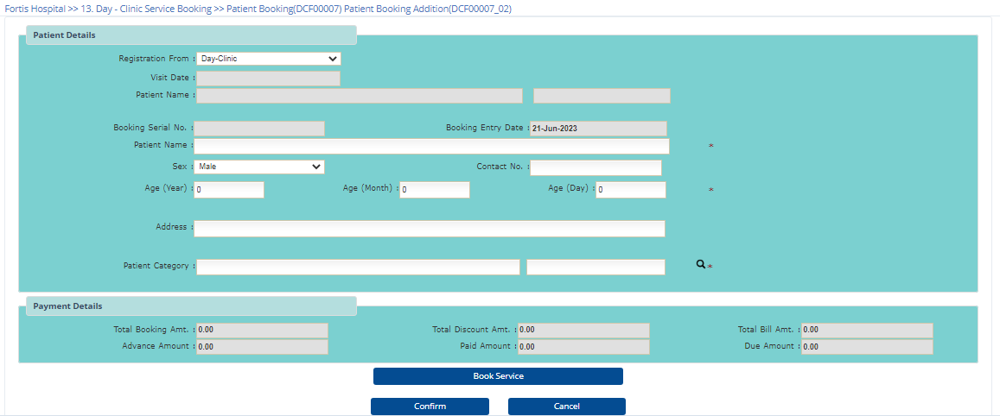 Fortis Hospital >> 13. Day - Clinic Service Booking >> Patient Booking(DCF00007) Patient Booking Addition(DCF00007_02)
Patient Details
Registration From : Day-Clinic
Visit Date :
Patient Name :
Booking Serial No. : Booking Entry Date : 21-Jun-2023
Patient Name : *
Sex : Male Contact No. :
Age (Year) : 0 Age (Month) : 0 Age (Day) : 0 *
Address :
Patient Category : *
Payment Details
Total Booking Amt. : 0.00 Total Discount Amt. : 0.00 Total Bill Amt. : 0.00
Advance Amount : 0.00 Paid Amount : 0.00 Due Amount : 0.00
Book Service
Confirm Cancel